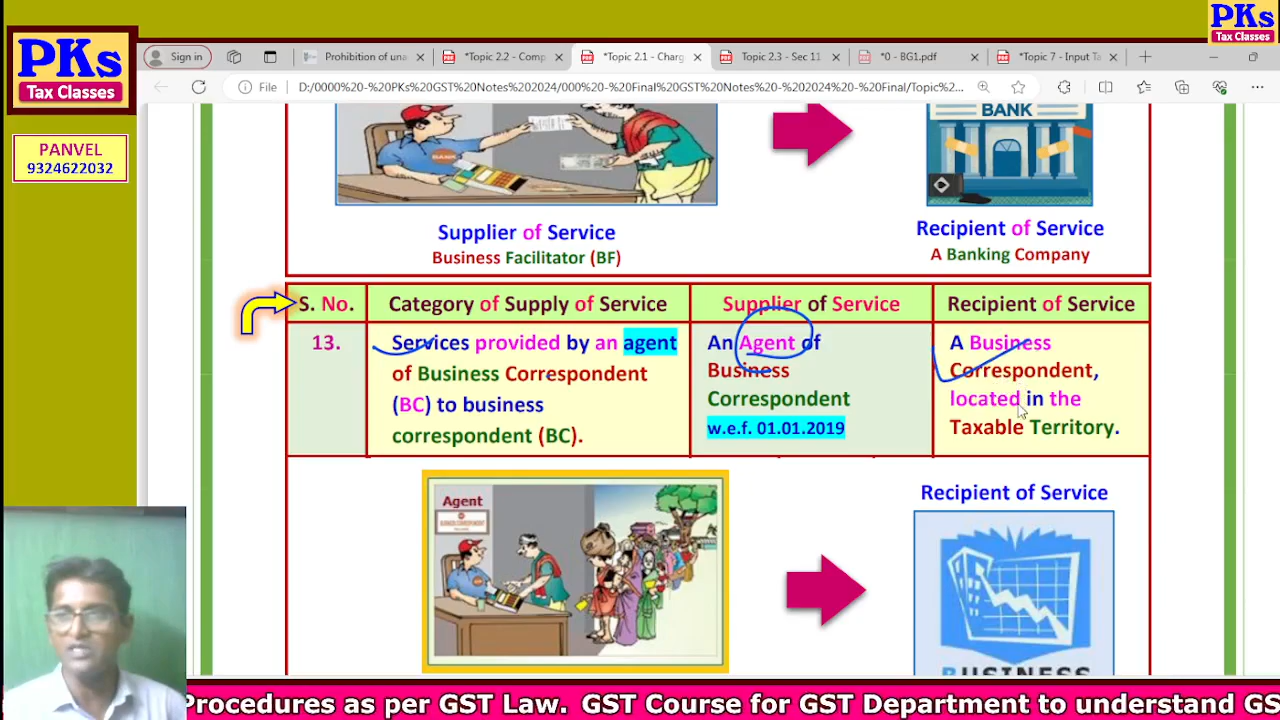 PKs
Tax Classes
PKs
Tax Classes
PANVEL
9324622032
Sign in
Prohibition of una
*Topic 2.2 - Comp
*Topic 2.1 - Charg
Topic 2.3 - Sec 11
*0 - BG1.pdf
*Topic 7 - Input Ta
File
D:/0000%20-%20PKs%20GST%20Notes%202024/000%20-%20Final%20GST%20Notes%202024%20-%20Final/Topic%2...
BANK
BANK
Supplier of Service
Business Facilitator (BF)
Recipient of Service
A Banking Company
S. No.
Category of Supply of Service
Supplier of Service
Recipient of Service
13.
Services provided by an agent
of Business Correspondent
(BC) to business
correspondent (BC).
An Agent of
Business
Correspondent
w.e.f. 01.01.2019
A Business
Correspondent,
located in the
Taxable Territory.
Agent
BUSINESS CORRESPONDENT
Recipient of Service
BUSINESS
Procedures as per GST Law. GST Course for GST Department to understand GS